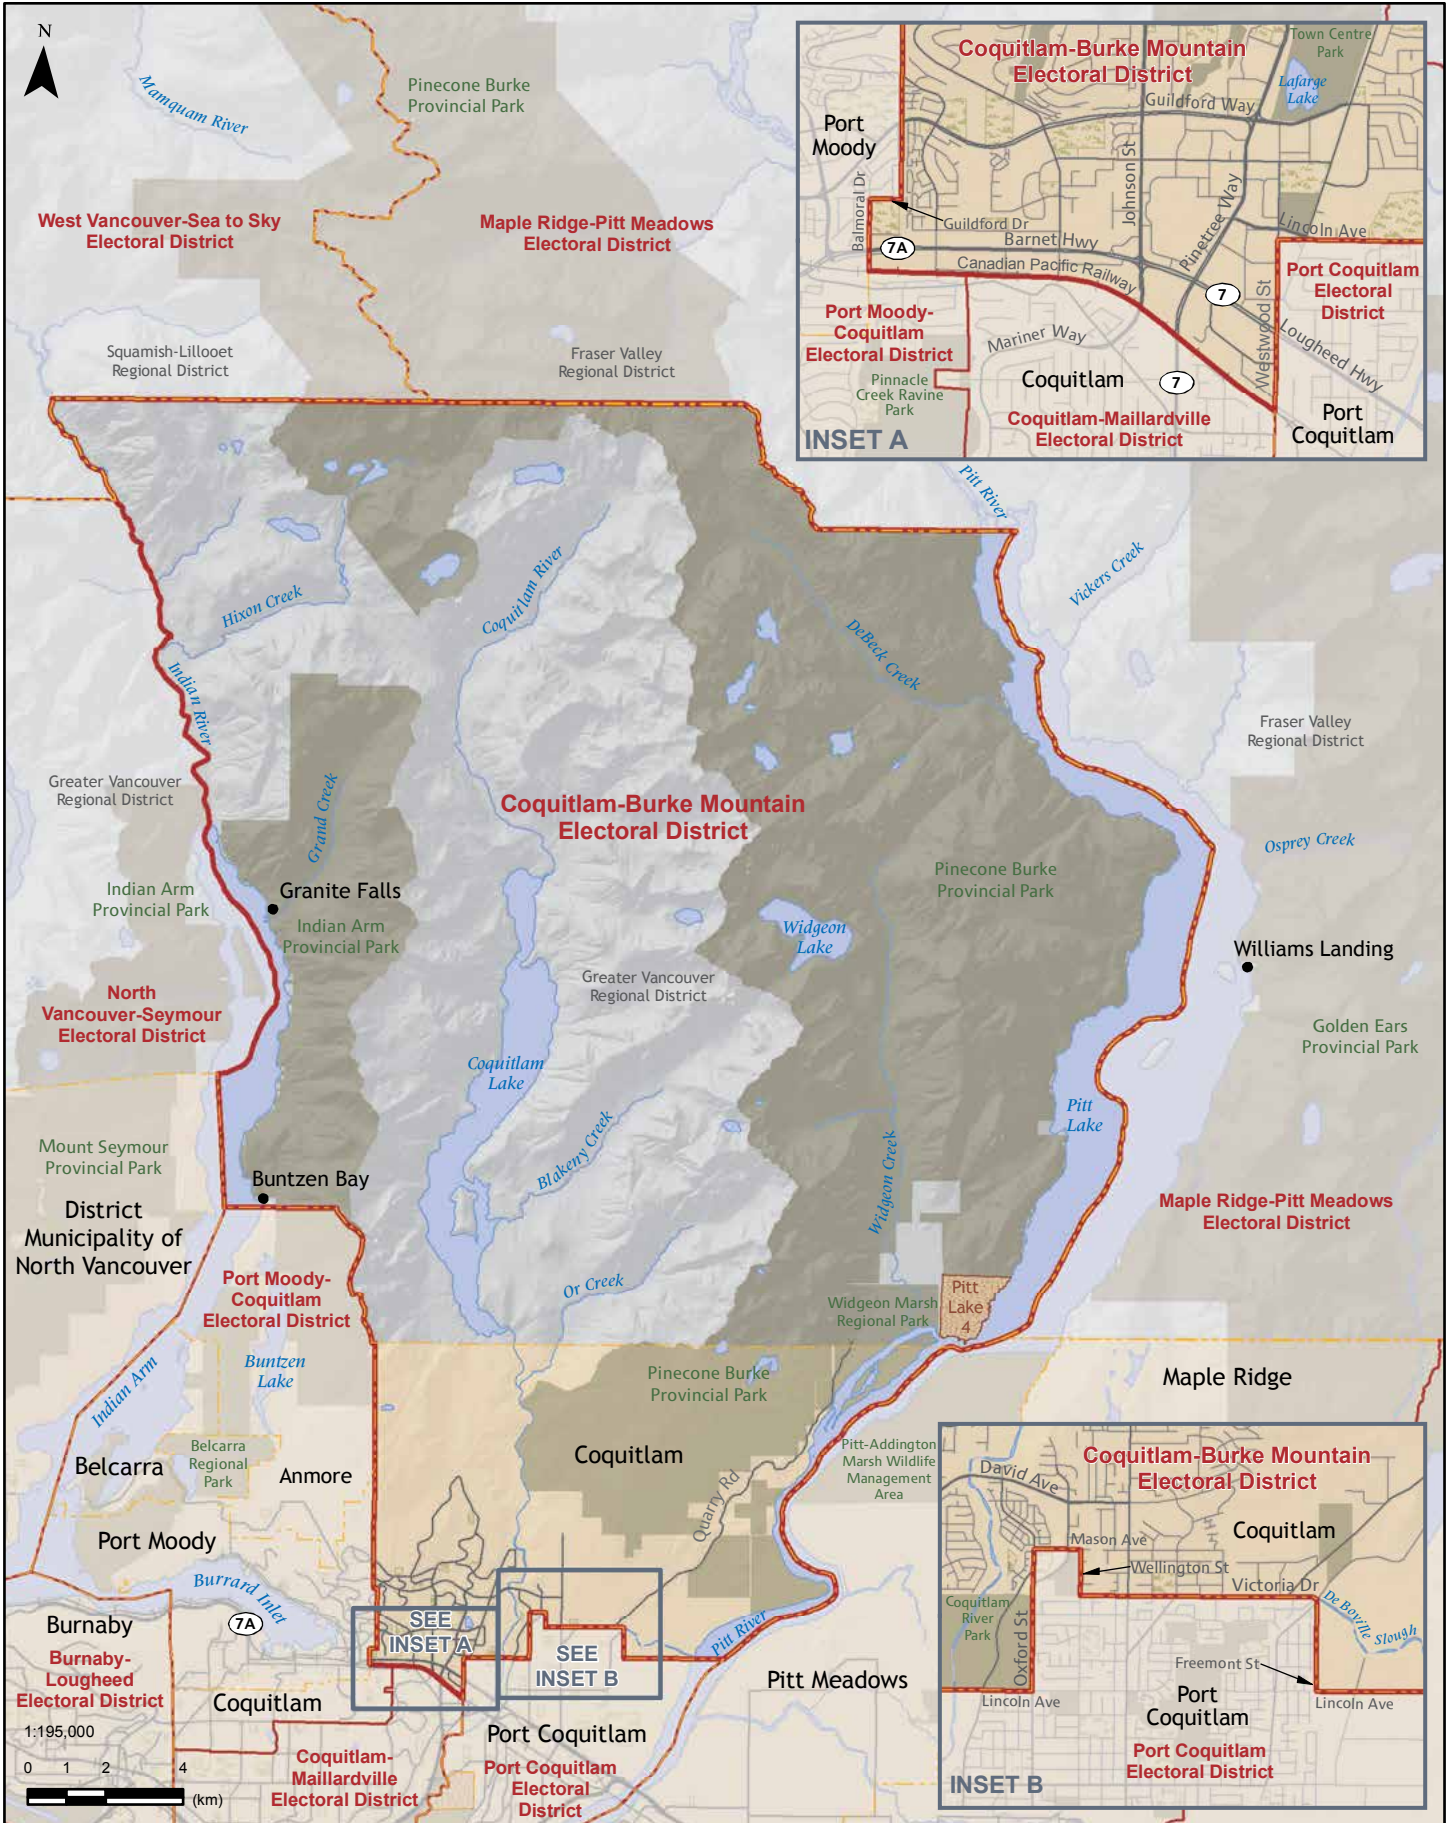 N
Mamquam River
Pinecone Burke
Provincial Park
West Vancouver-Sea to Sky
Electoral District
Maple Ridge-Pitt Meadows
Electoral District
Squamish-Lillooet
Regional District
Fraser Valley
Regional District
Coquitlam-Burke Mountain
Electoral District
Town Centre
Park
Lafarge
Lake
Guildford Way
Port
Moody
Johnson St
Pinetree Way
Balmoral Dr
Guildford Dr
Lincoln Ave
7A
Barnet Hwy
Canadian Pacific Railway
7
Port Coquitlam
Electoral
District
Westwood St
Lougheed Hwy
Port Moody-
Coquitlam
Electoral District
Mariner Way
Pinnacle
Creek Ravine
Park
Coquitlam
7
Coquitlam-Maillardville
Electoral District
Port
Coquitlam
INSET A
Pitt River
Vickers Creek
Hixon Creek
Coquitlam River
DeBeck Creek
Indian River
Fraser Valley
Regional District
Greater Vancouver
Regional District
Grand Creek
Coquitlam-Burke Mountain
Electoral District
Osprey Creek
Indian Arm
Provincial Park
Granite Falls
Indian Arm
Provincial Park
Pinecone Burke
Provincial Park
Widgeon
Lake
Williams Landing
Greater Vancouver
Regional District
North
Vancouver-Seymour
Electoral District
Golden Ears
Provincial Park
Coquitlam
Lake
Pitt
Lake
Blakeny Creek
Widgeon Creek
Mount Seymour
Provincial Park
Buntzen Bay
District
Municipality of
North Vancouver
Maple Ridge-Pitt Meadows
Electoral District
Port Moody-
Coquitlam
Electoral District
Or Creek
Widgeon Marsh
Regional Park
Pitt
Lake
4
Indian Arm
Buntzen
Lake
Pinecone Burke
Provincial Park
Maple Ridge
Belcarra
Belcarra
Regional
Park
Anmore
Coquitlam
Quarry Rd
Pitt-Addington
Marsh Wildlife
Management
Area
Port Moody
Burrard Inlet
7A
Burnaby
Burnaby-
Lougheed
Electoral District
SEE
INSET A
SEE
INSET B
Pitt River
Pitt Meadows
Coquitlam
Port Coquitlam
Coquitlam-
Maillardville
Electoral District
Port Coquitlam
Electoral
District
1:195,000
0 1 2 4
(km)
Coquitlam-Burke Mountain
Electoral District
David Ave
Coquitlam
Mason Ave
Wellington St
Victoria Dr
De Boville Slough
Coquitlam
River
Park
Oxford St
Freemont St
Lincoln Ave
Lincoln Ave
Port
Coquitlam
Port Coquitlam
Electoral District
INSET B